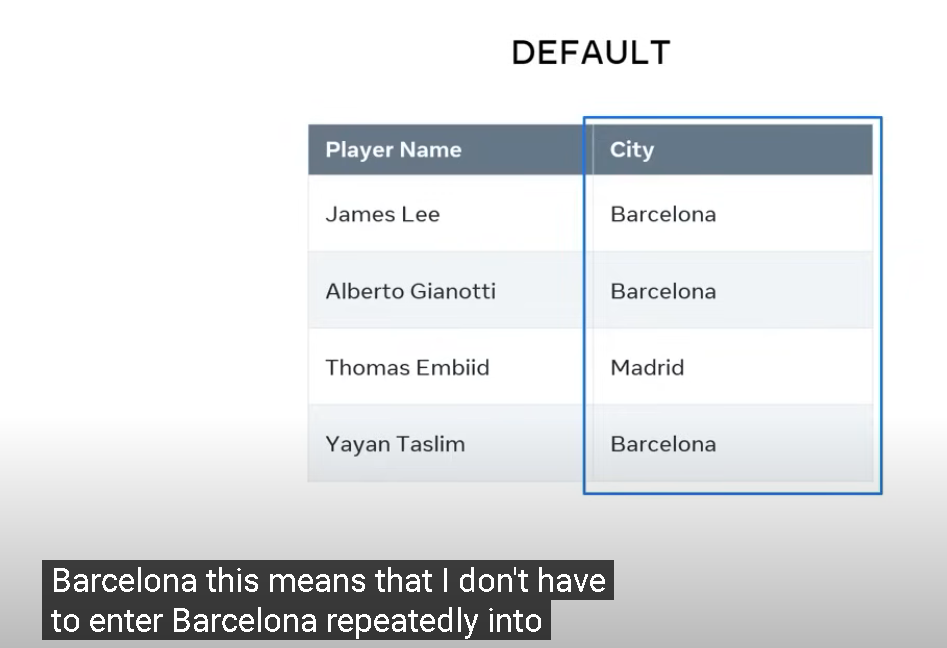 DEFAULT
Player Name City
James Lee Barcelona
Alberto Gianotti Barcelona
Thomas Embiid Madrid
Yayan Taslim Barcelona
Barcelona this means that I don't have
to enter Barcelona repeatedly into